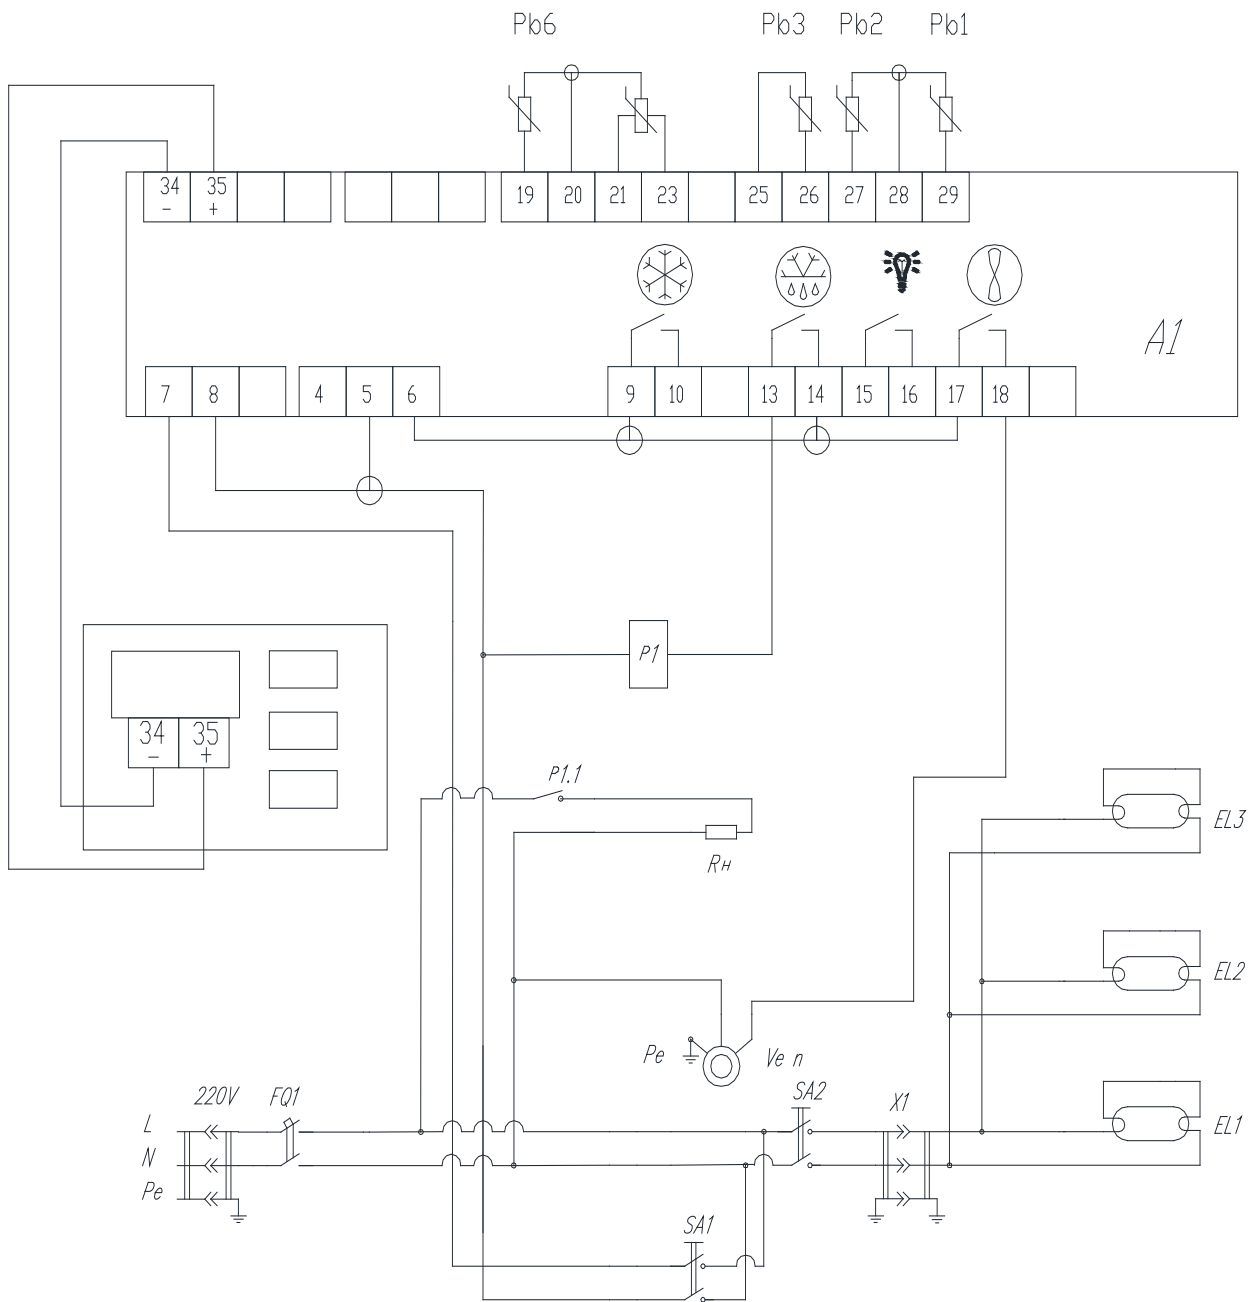 Pb6 Pb3 Pb2 Pb1
34 35 19 20 21 23 25 26 27 28 29
- +
A1
7 8 4 5 6 9 10 13 14 15 16 17 18
P1
34 35
- +
P1.1
EL3
Rн
EL2
Pe Ve n
220V FQ1 SA2 X1
L EL1
N
Pe
SA1